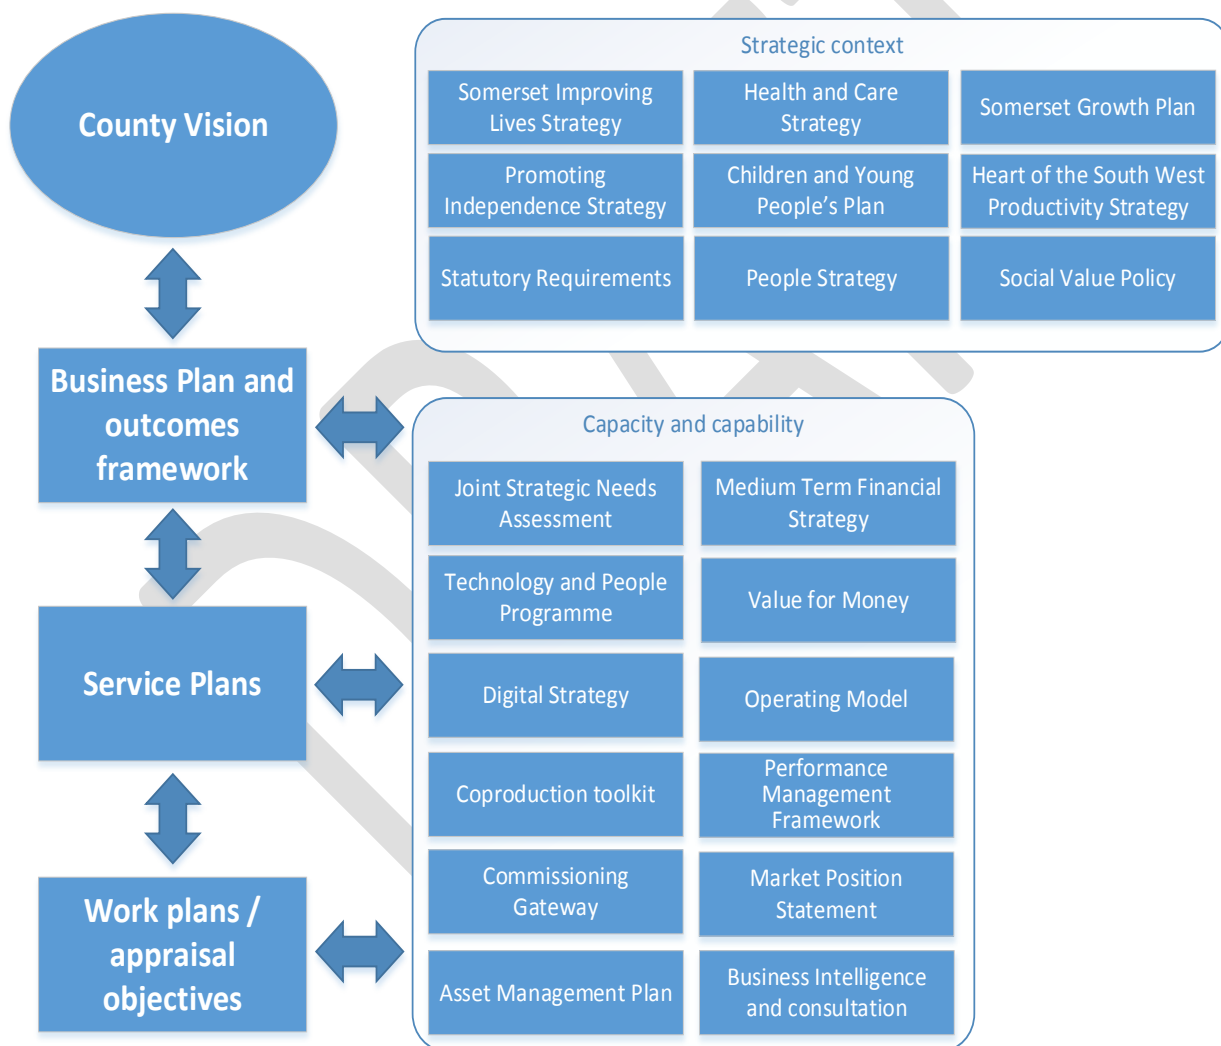 County Vision
Strategic context
Somerset Improving
Lives Strategy
Health and Care
Strategy
Somerset Growth Plan
Promoting
Independence Strategy
Children and Young
People's Plan
Heart of the South West
Productivity Strategy
Statutory Requirements
People Strategy
Social Value Policy
Business Plan and
outcomes
framework
Capacity and capability
Joint Strategic Needs
Assessment
Medium Term Financial
Strategy
Technology and People
Programme
Value for Money
Service Plans
Digital Strategy
Operating Model
Coproduction toolkit
Performance
Management
Framework
Work plans /
appraisal
objectives
Commissioning
Gateway
Market Position
Statement
Asset Management Plan
Business Intelligence
and consultation